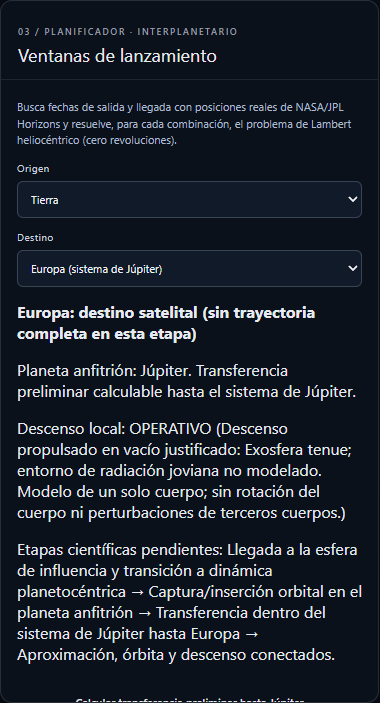 03 / PLANIFICADOR · INTERPLANETARIO
Ventanas de lanzamiento
Busca fechas de salida y llegada con posiciones reales de NASA/JPL
Horizons y resuelve, para cada combinación, el problema de Lambert
heliocéntrico (cero revoluciones).
Origen
Tierra
Destino
Europa (sistema de Júpiter)
Europa: destino satelital (sin trayectoria
completa en esta etapa)
Planeta anfitrión: Júpiter. Transferencia
preliminar calculable hasta el sistema de Júpiter.
Descenso local: OPERATIVO (Descenso
propulsado en vacío justificado: Exosfera tenue;
entorno de radiación joviana no modelado.
Modelo de un solo cuerpo; sin rotación del
cuerpo ni perturbaciones de terceros cuerpos.)
Etapas científicas pendientes: Llegada a la esfera
de influencia y transición a dinámica
planetocéntrica → Captura/inserción orbital en el
planeta anfitrión → Transferencia dentro del
sistema de Júpiter hasta Europa →
Aproximación, órbita y descenso conectados.
Calcular transferencia preliminar hasta Júpiter